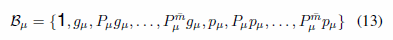 ℬ_μ = {𝟏, g_μ, P_μ g_μ, …, P_μ^m̄ g_μ, p_μ, P_μ p_μ, …, P_μ^m̄ p_μ} (13)